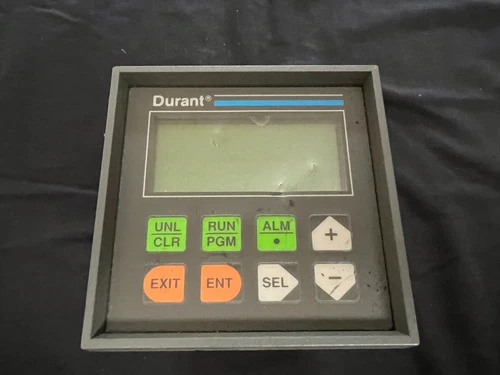 Durant®
UNL RUN ALM +
CLR PGM •
EXIT ENT SEL −